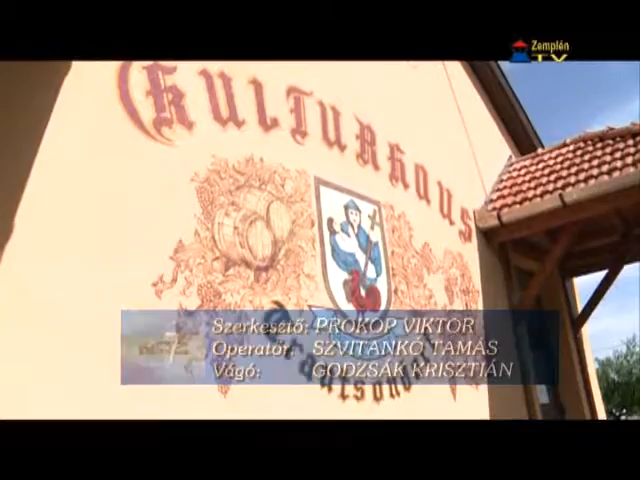 Zemplén
TV
Kulturhaus
Szerkesztő: PROKOP VIKTOR
Operatőr: SZVITANKÓ TAMÁS
Vágó: GODZSÁK KRISZTIÁN